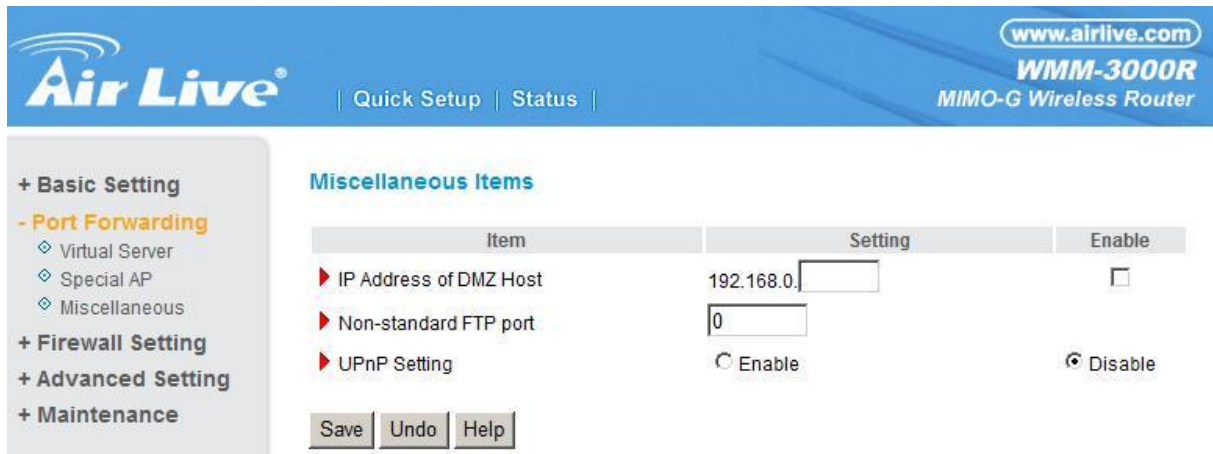 www.airlive.com
Air Live®
WMM-3000R
| Quick Setup | Status |
MIMO-G Wireless Router
+ Basic Setting
- Port Forwarding
Virtual Server
Special AP
Miscellaneous
+ Firewall Setting
+ Advanced Setting
+ Maintenance
Miscellaneous Items
Item Setting Enable
IP Address of DMZ Host 192.168.0.
Non-standard FTP port 0
UPnP Setting Enable Disable
Save Undo Help